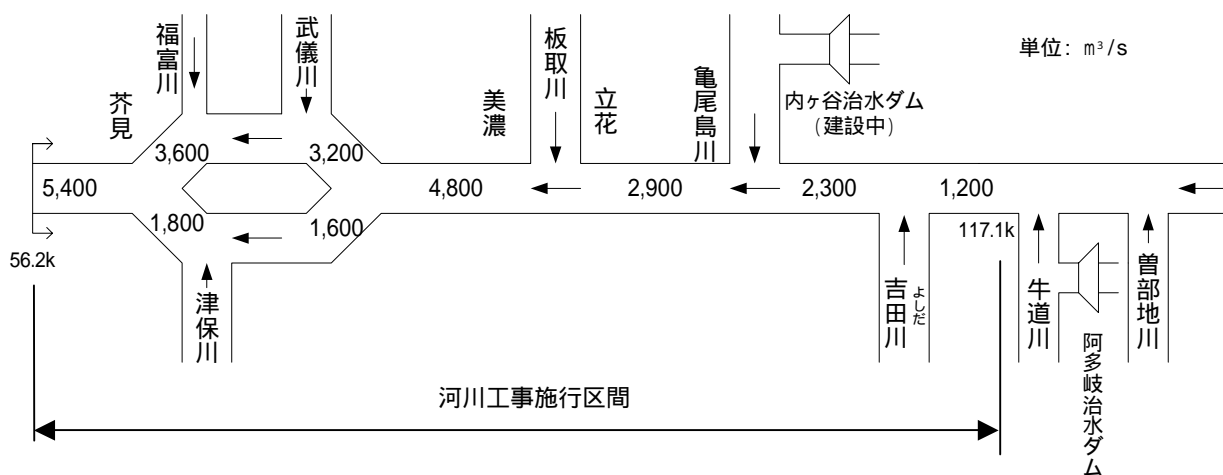 福富川
武儀川
板取川
亀尾島川
単位: m³/s
芥見
美濃
立花
内ヶ谷治水ダム
(建設中)
3,600
3,200
5,400
4,800
2,900
2,300
1,200
1,800
1,600
56.2k
117.1k
津保川
吉田川
よしだ
牛道川
阿多岐治水ダム
曽部地川
河川工事施行区間